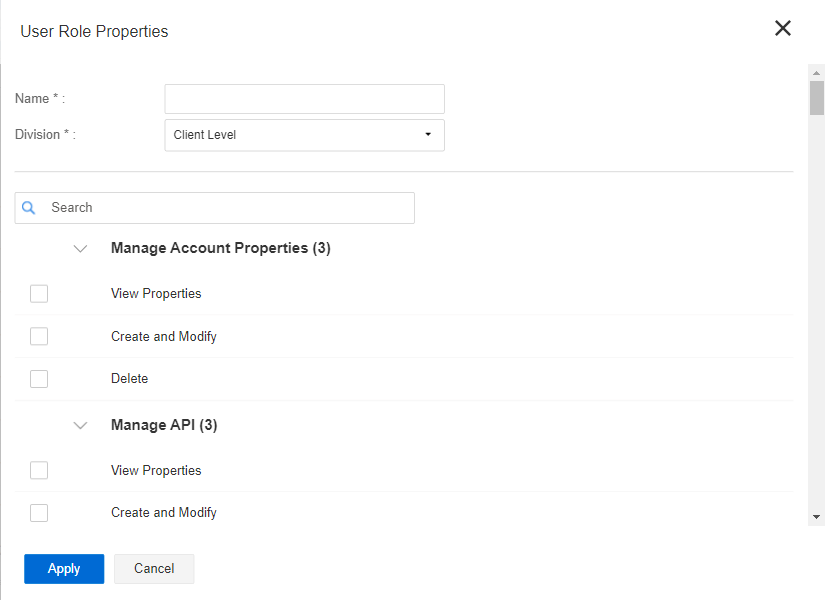 User Role Properties
Name * :
Division * :
Client Level
Search
Manage Account Properties (3)
View Properties
Create and Modify
Delete
Manage API (3)
View Properties
Create and Modify
Apply
Cancel